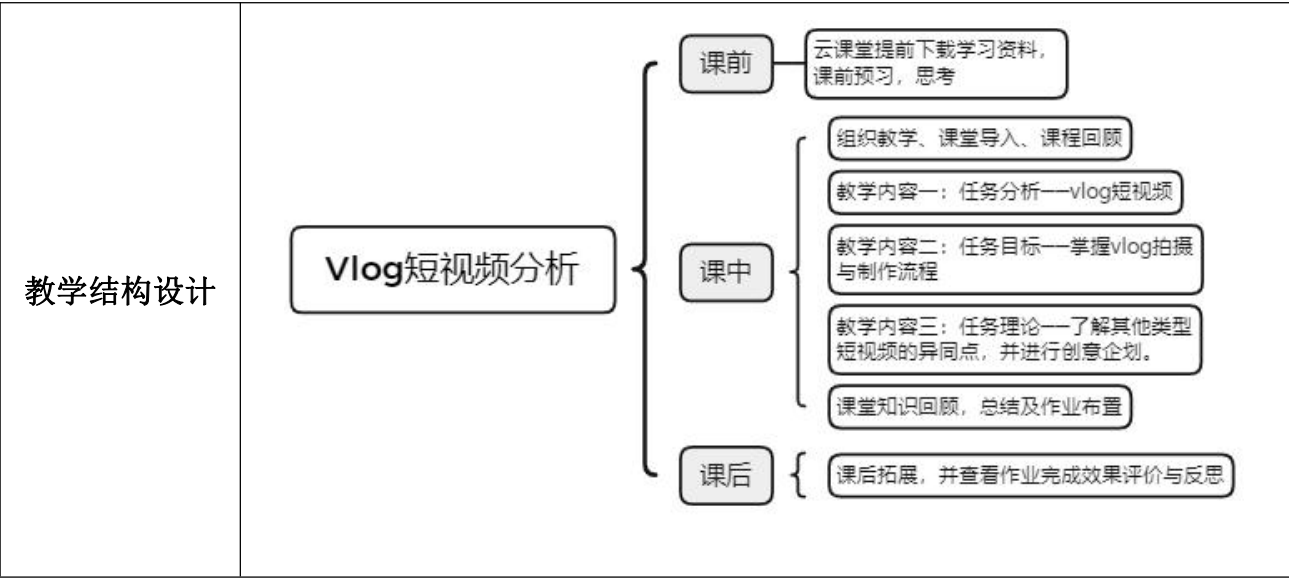 教学结构设计
Vlog短视频分析
课前
云课堂提前下载学习资料，
课前预习，思考
课中
组织教学、课堂导入、课程回顾
教学内容一：任务分析——vlog短视频
教学内容二：任务目标——掌握vlog拍摄
与制作流程
教学内容三：任务理论——了解其他类型
短视频的异同点，并进行创意企划。
课堂知识回顾，总结及作业布置
课后
课后拓展，并查看作业完成效果评价与反思